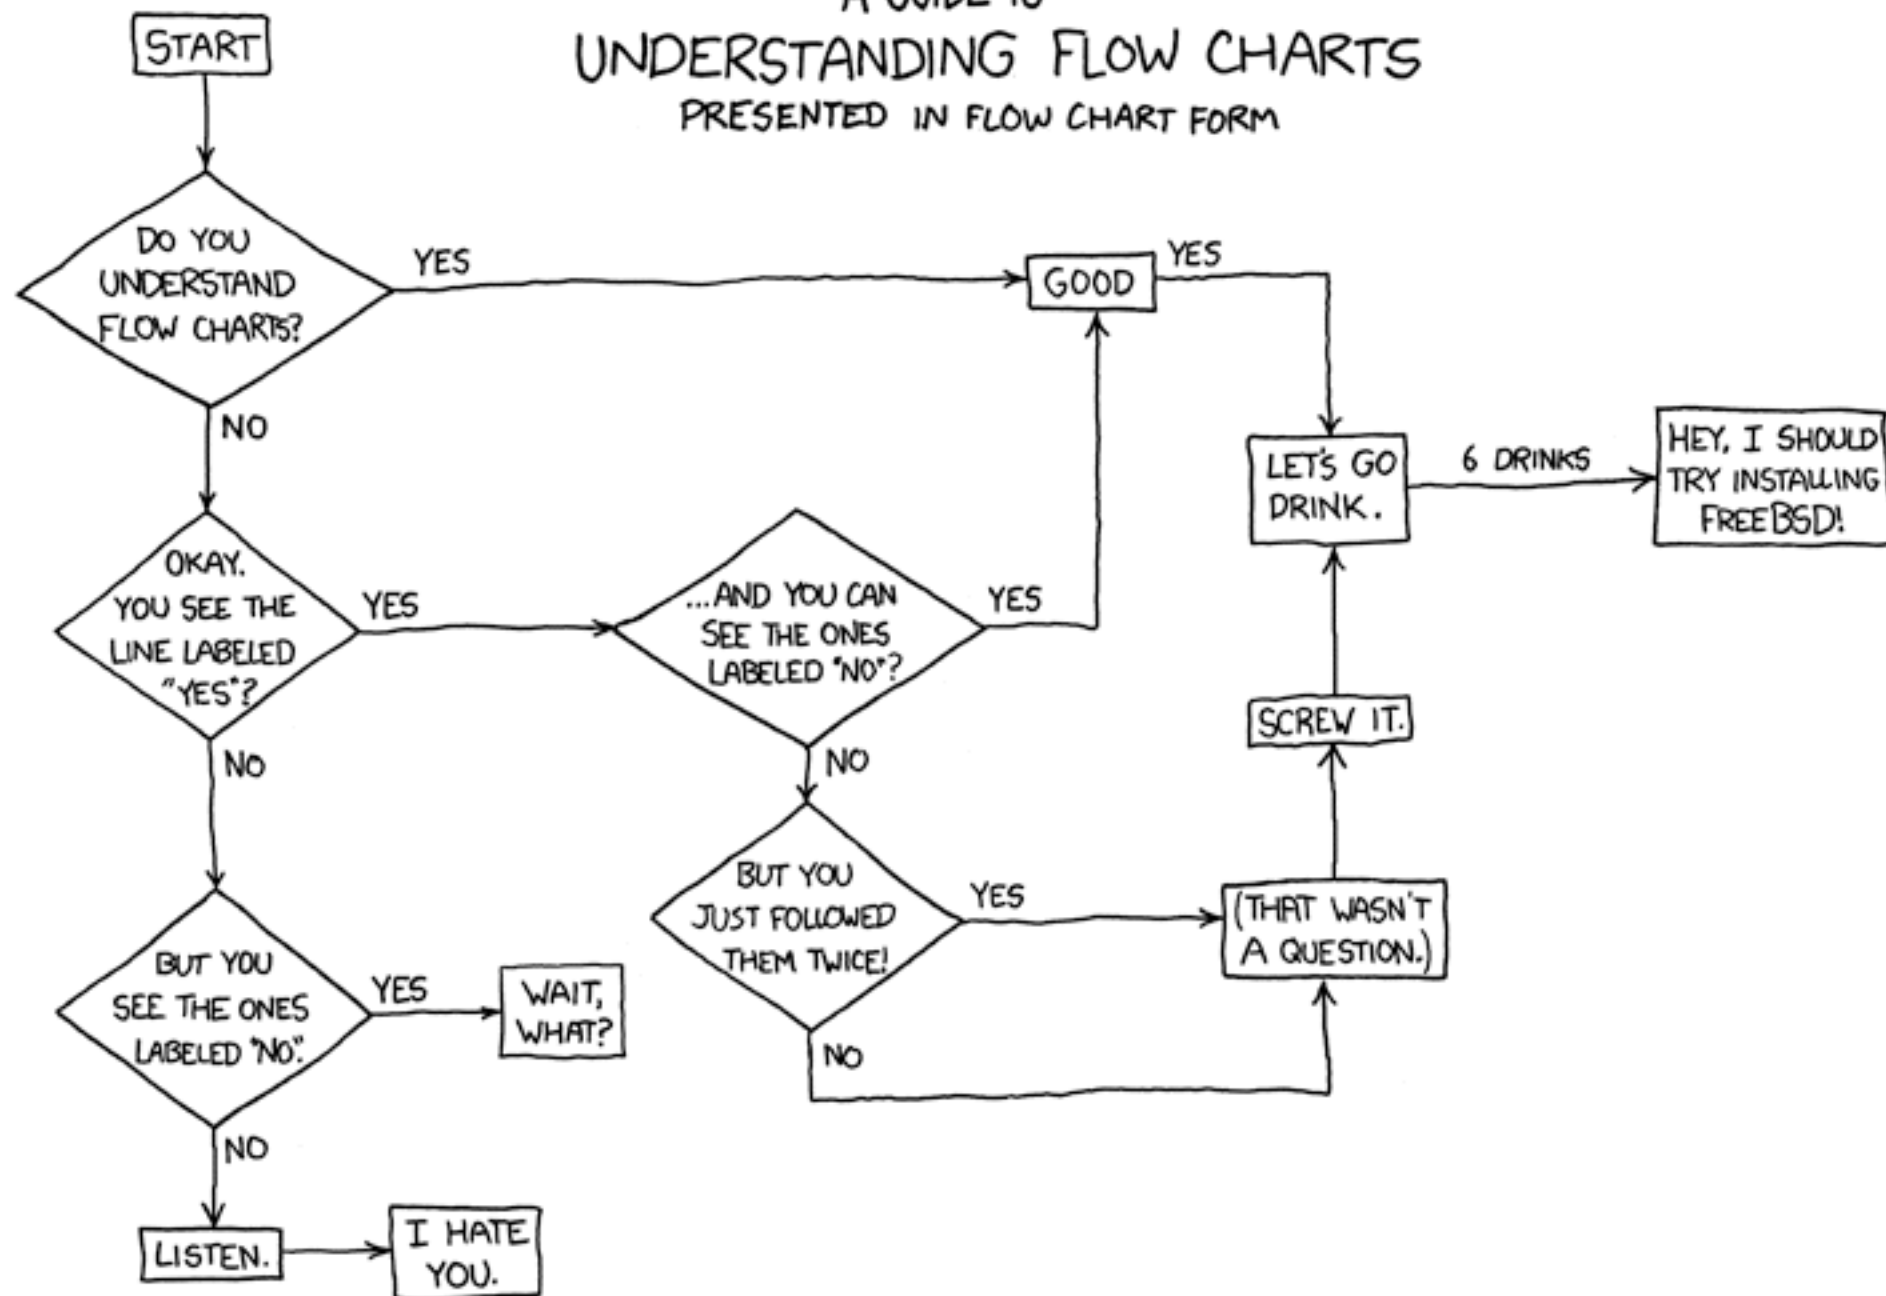 A GUIDE TO
UNDERSTANDING FLOW CHARTS
PRESENTED IN FLOW CHART FORM
START
DO YOU
UNDERSTAND
FLOW CHARTS?
YES
GOOD
YES
NO
LET'S GO
DRINK.
6 DRINKS
HEY, I SHOULD
TRY INSTALLING
FREEBSD!
OKAY.
YOU SEE THE
LINE LABELED
"YES"?
YES
...AND YOU CAN
SEE THE ONES
LABELED "NO"?
YES
NO
NO
SCREW IT.
BUT YOU
JUST FOLLOWED
THEM TWICE!
YES
(THAT WASN'T
A QUESTION.)
NO
BUT YOU
SEE THE ONES
LABELED "NO".
YES
WAIT,
WHAT?
NO
LISTEN.
I HATE
YOU.